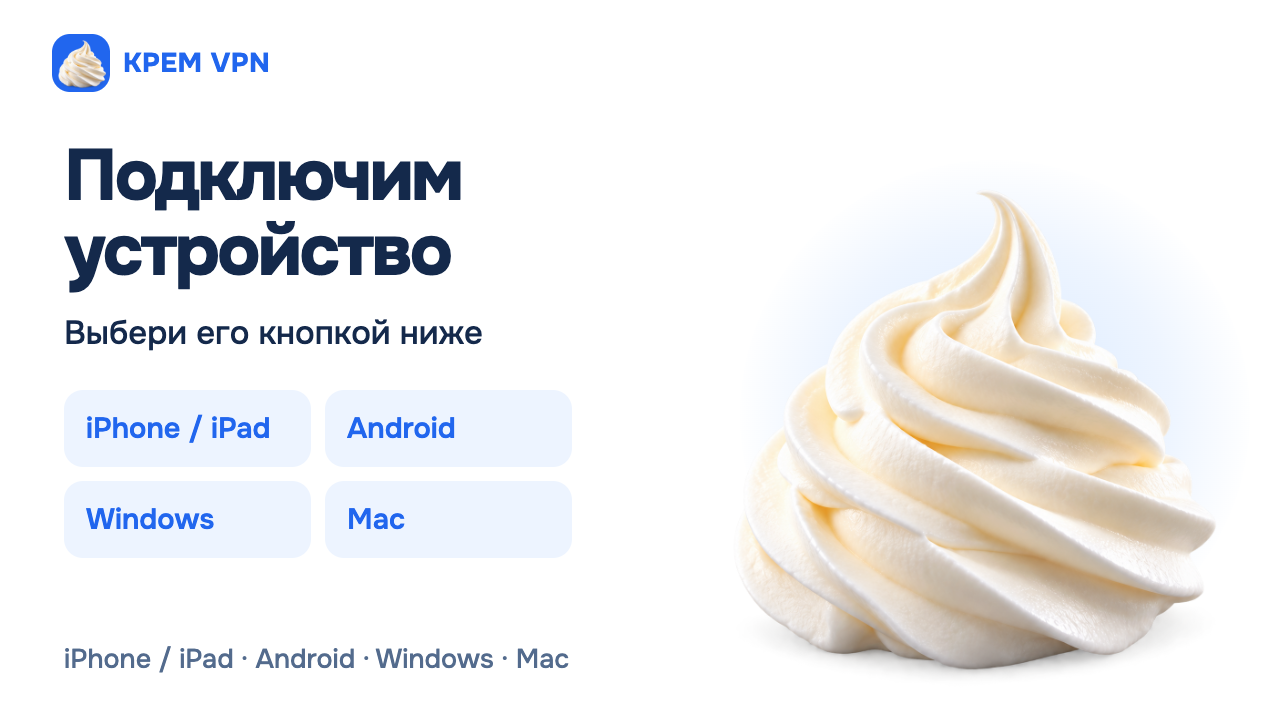 КРЕМ VPN
Подключим
устройство
Выбери его кнопкой ниже
iPhone / iPad
Android
Windows
Mac
iPhone / iPad · Android · Windows · Mac